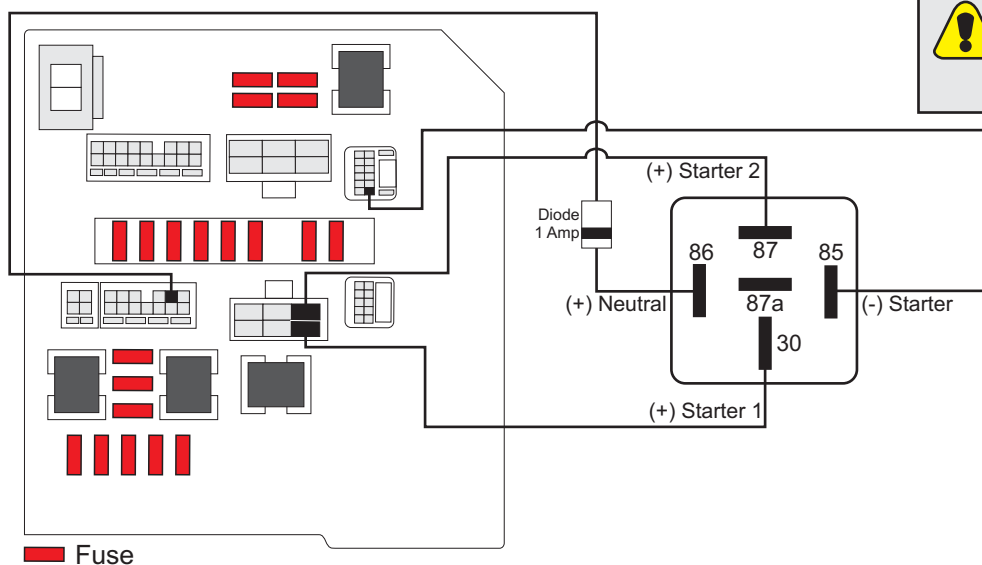 (+) Starter 2
Diode
1 Amp
86
87
85
(+) Neutral
87a
(-) Starter
30
(+) Starter 1
Fuse